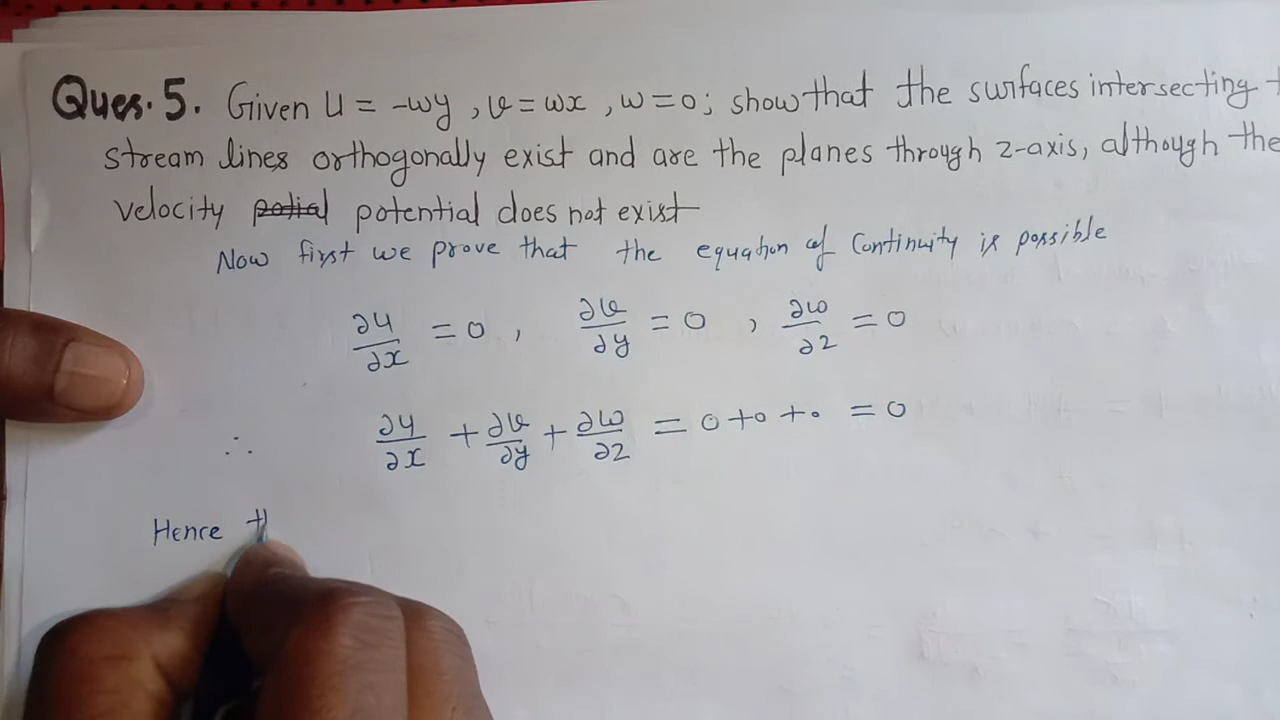 Ques. 5. Given u = -wy , v = wx , w = 0 ; show that the surfaces intersecting
stream lines orthogonally exist and are the planes through z-axis, although the
velocity potential does not exist
Now first we prove that the equation of Continuity is possible
∂u/∂x = 0 , ∂v/∂y = 0 , ∂w/∂z = 0
∴ ∂u/∂x + ∂v/∂y + ∂w/∂z = 0 + 0 + 0 = 0
Hence